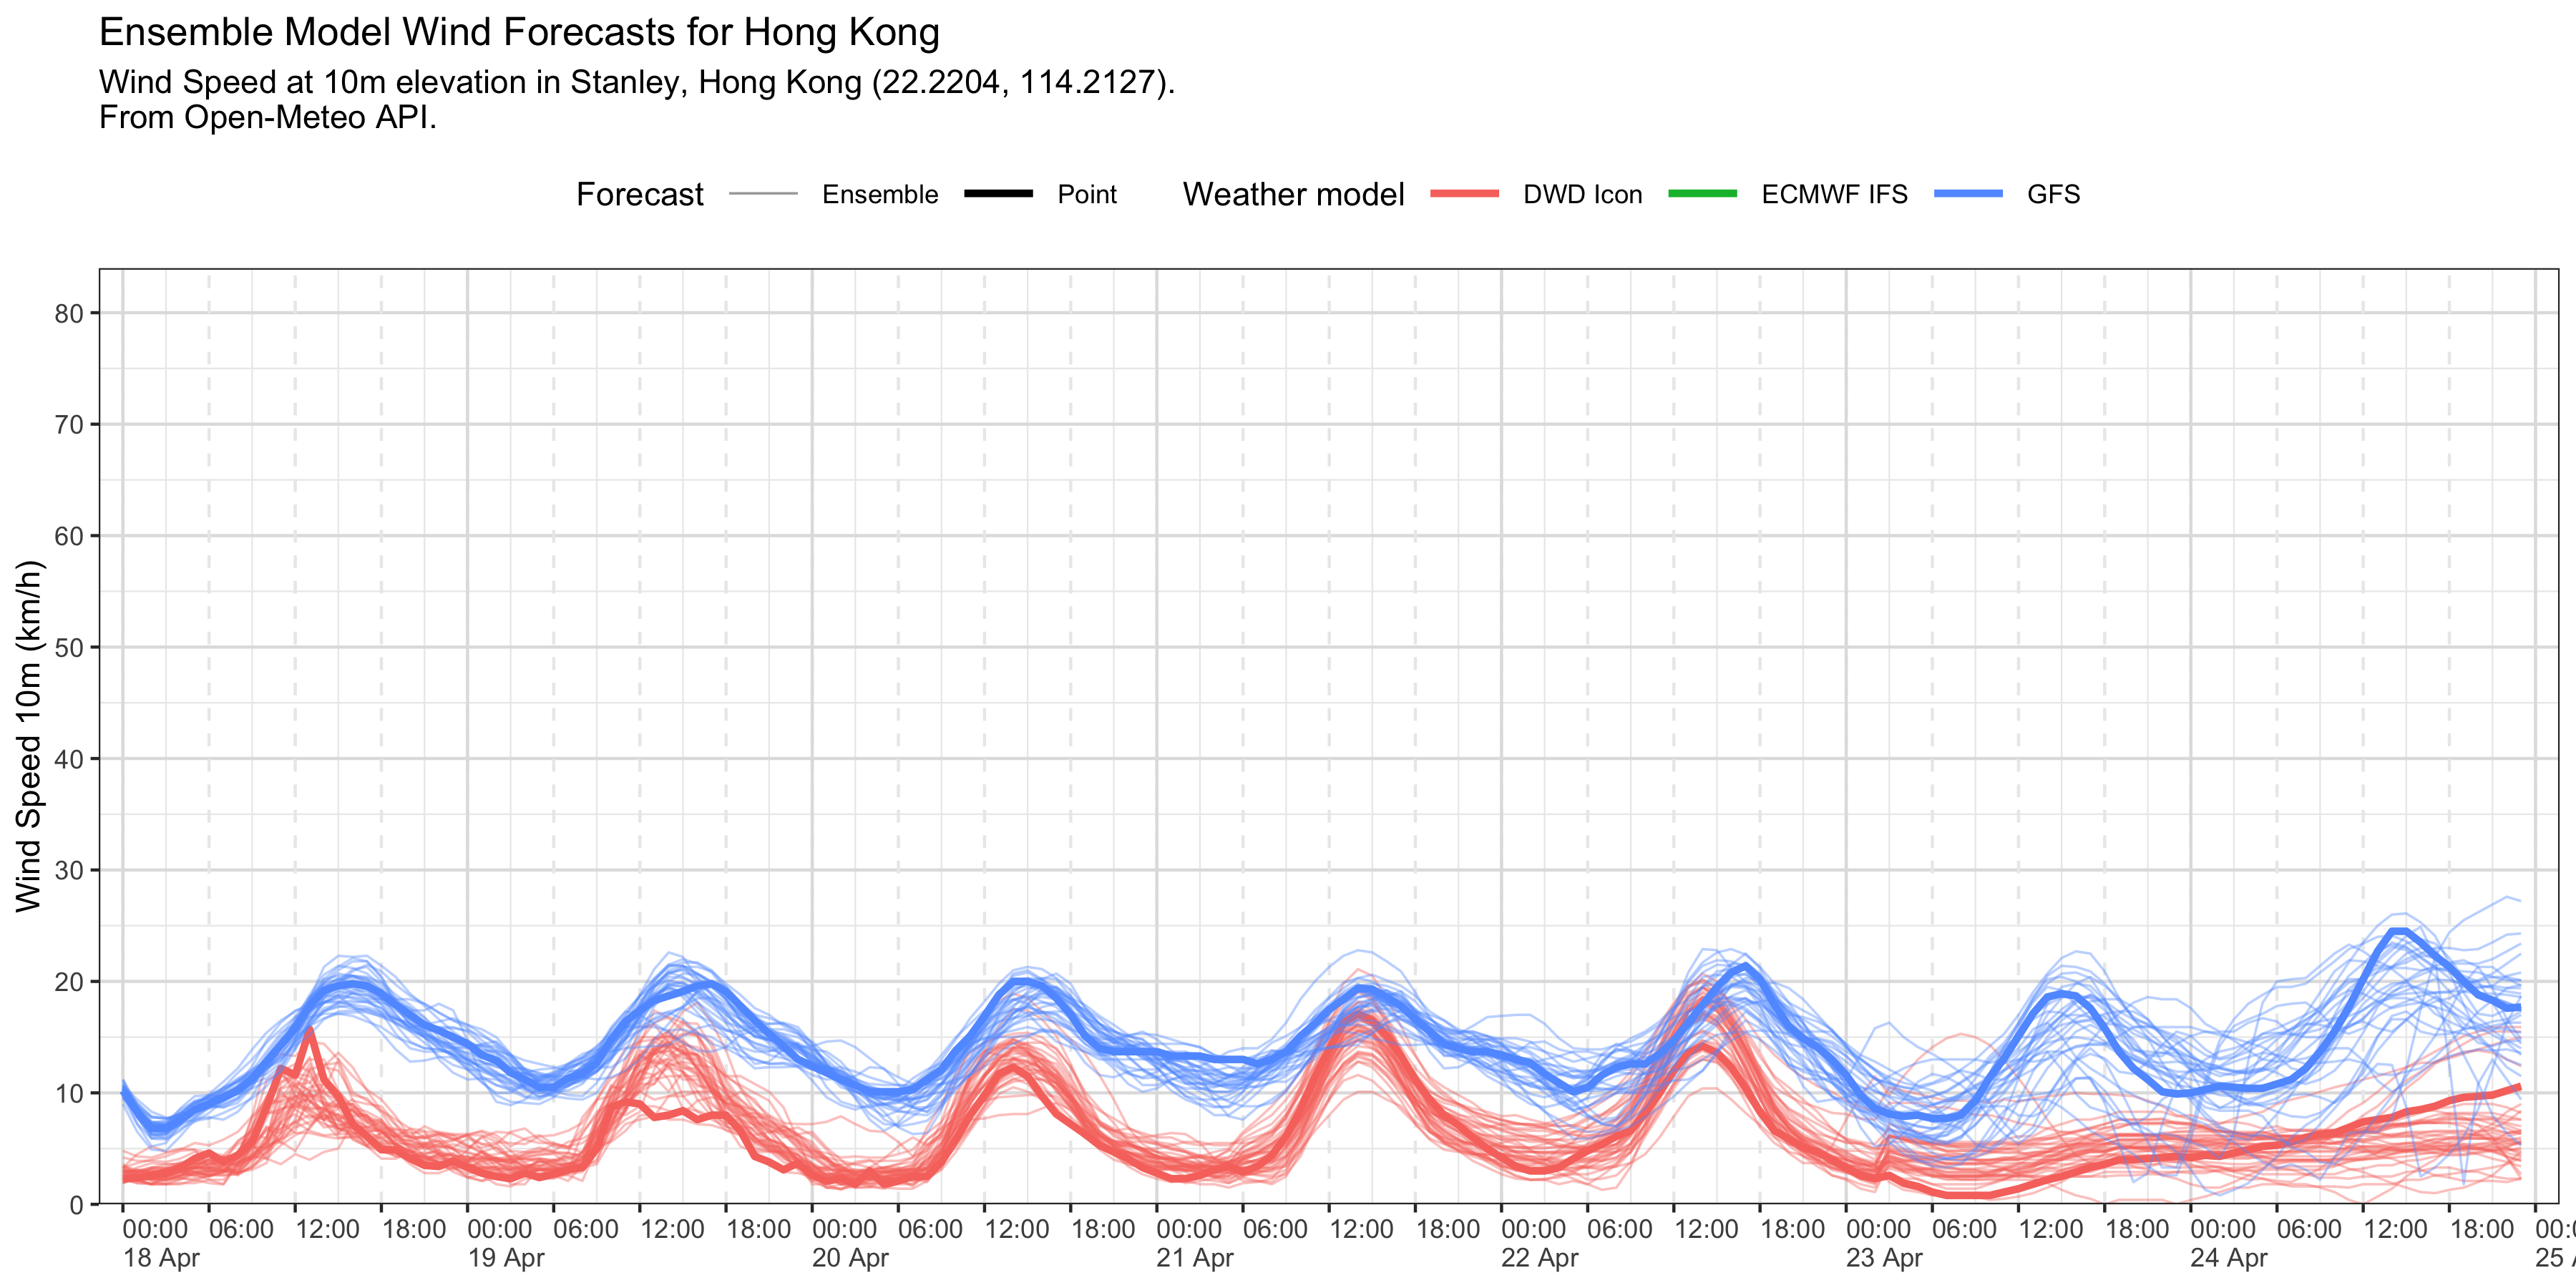 Ensemble Model Wind Forecasts for Hong Kong
Wind Speed at 10m elevation in Stanley, Hong Kong (22.2204, 114.2127).
From Open-Meteo API.
Forecast Ensemble Point Weather model DWD Icon ECMWF IFS GFS
Wind Speed 10m (km/h)
80
70
60
50
40
30
20
10
0
00:00 06:00 12:00 18:00 00:00 06:00 12:00 18:00 00:00 06:00 12:00 18:00 00:00 06:00 12:00 18:00 00:00 06:00 12:00 18:00 00:00 06:00 12:00 18:00 00:00 06:00 12:00 18:00
18 Apr 19 Apr 20 Apr 21 Apr 22 Apr 23 Apr 24 Apr 25